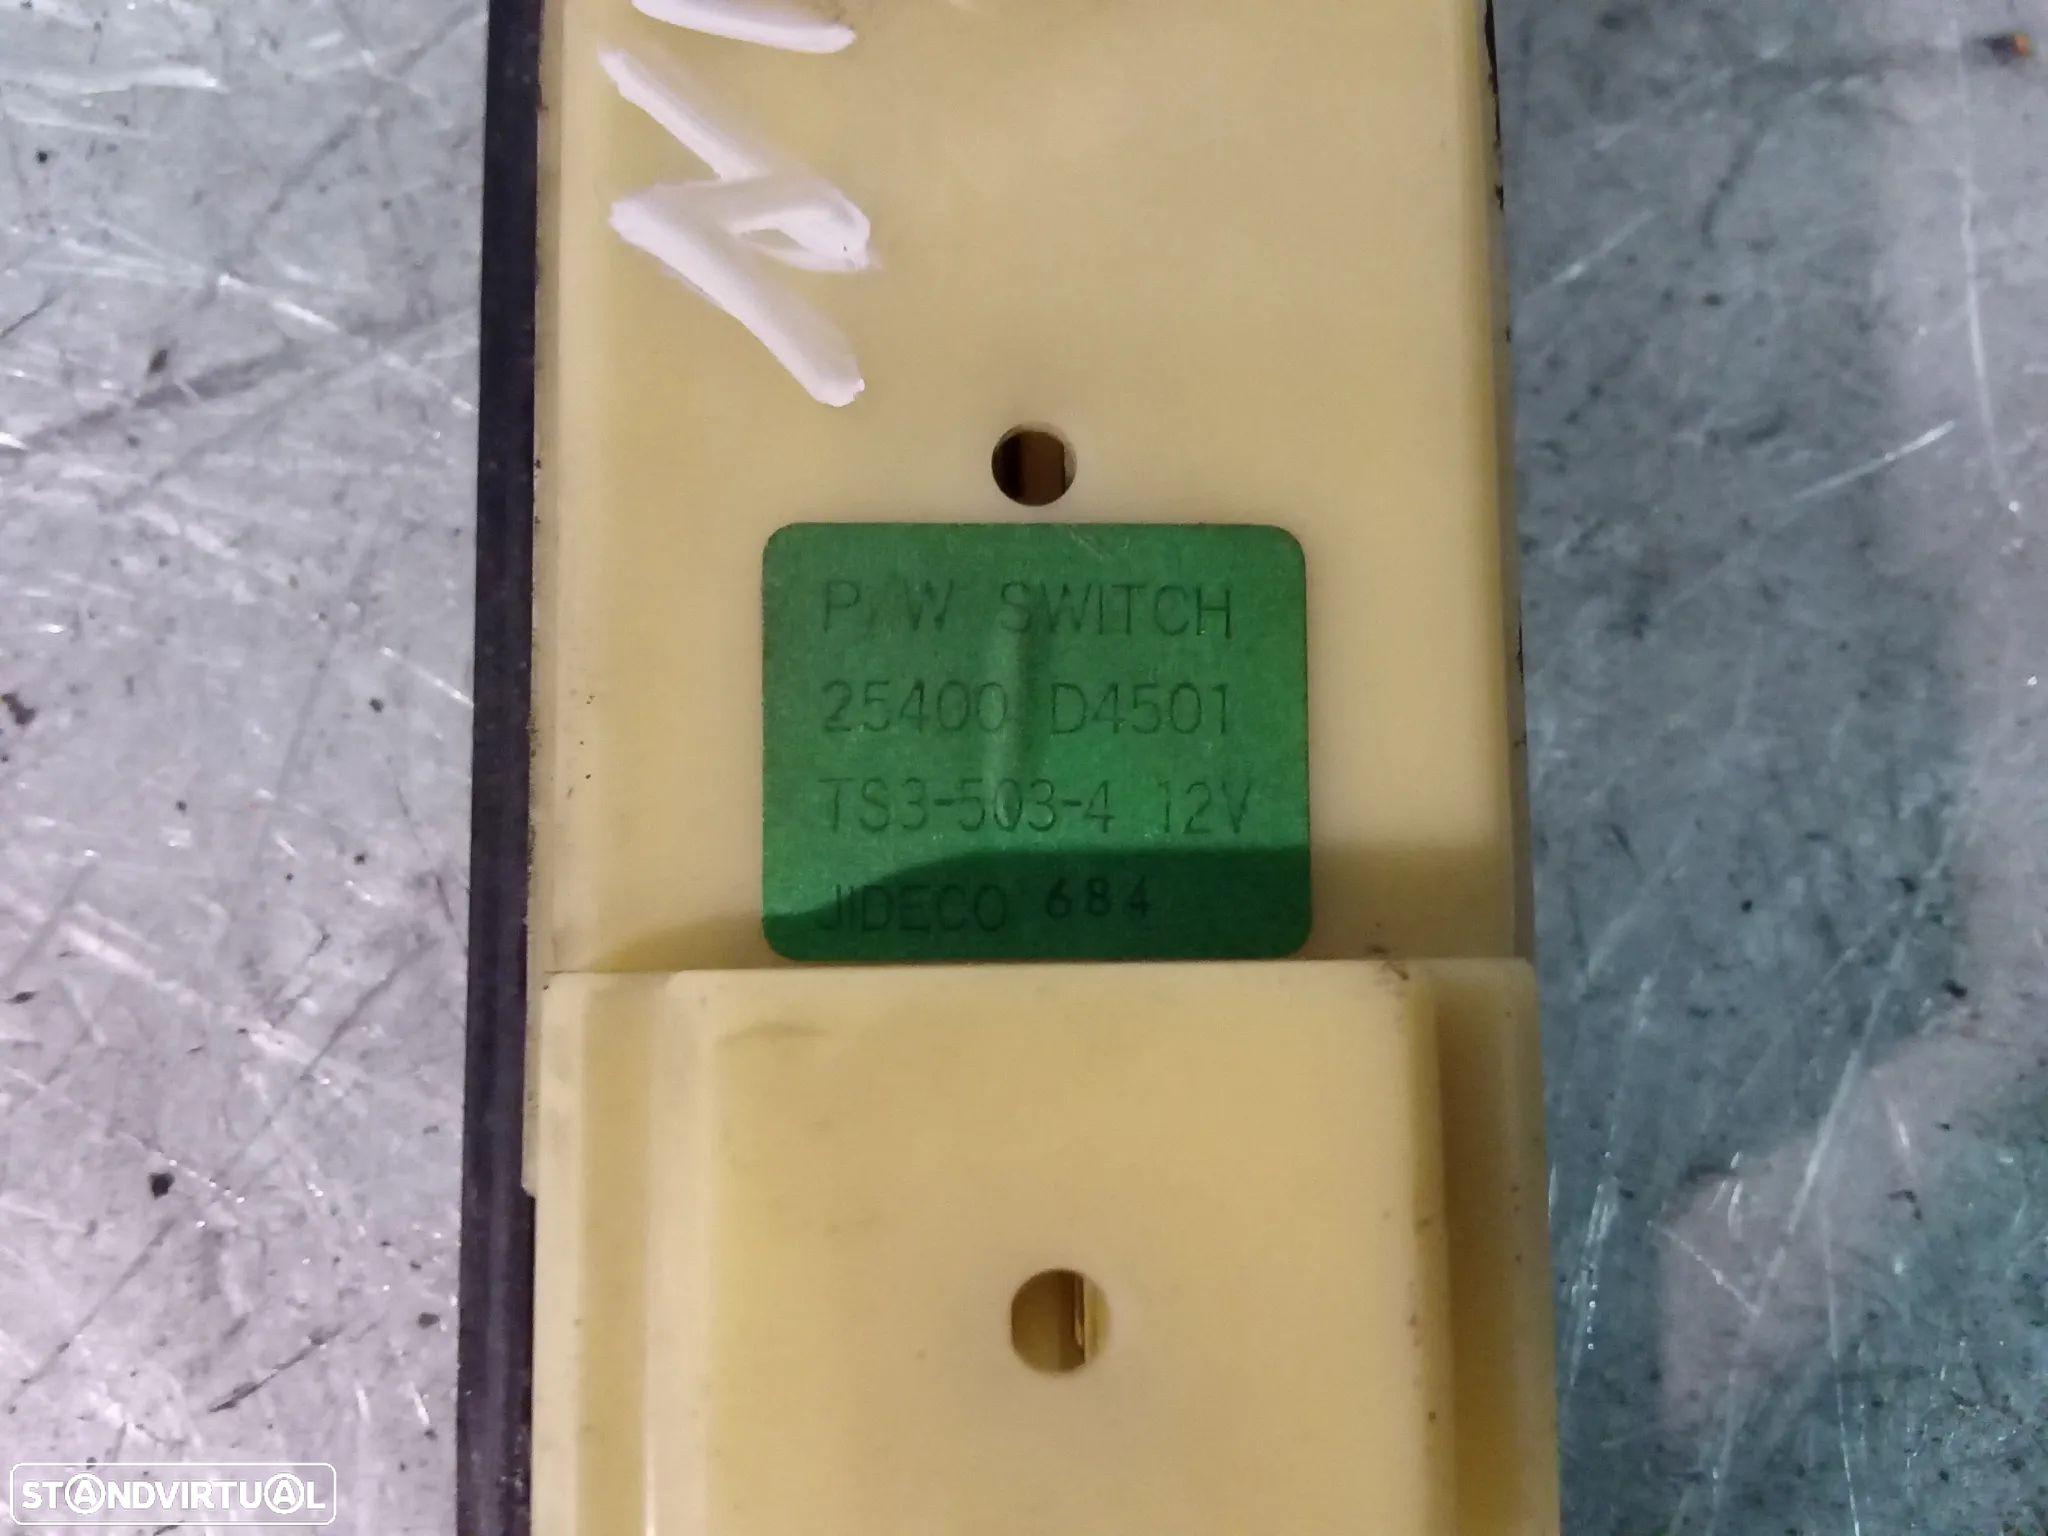 P/W SWITCH
25400 D4501
TS3-503-4 12V
JIDECO 684
STANDVIRTUAL